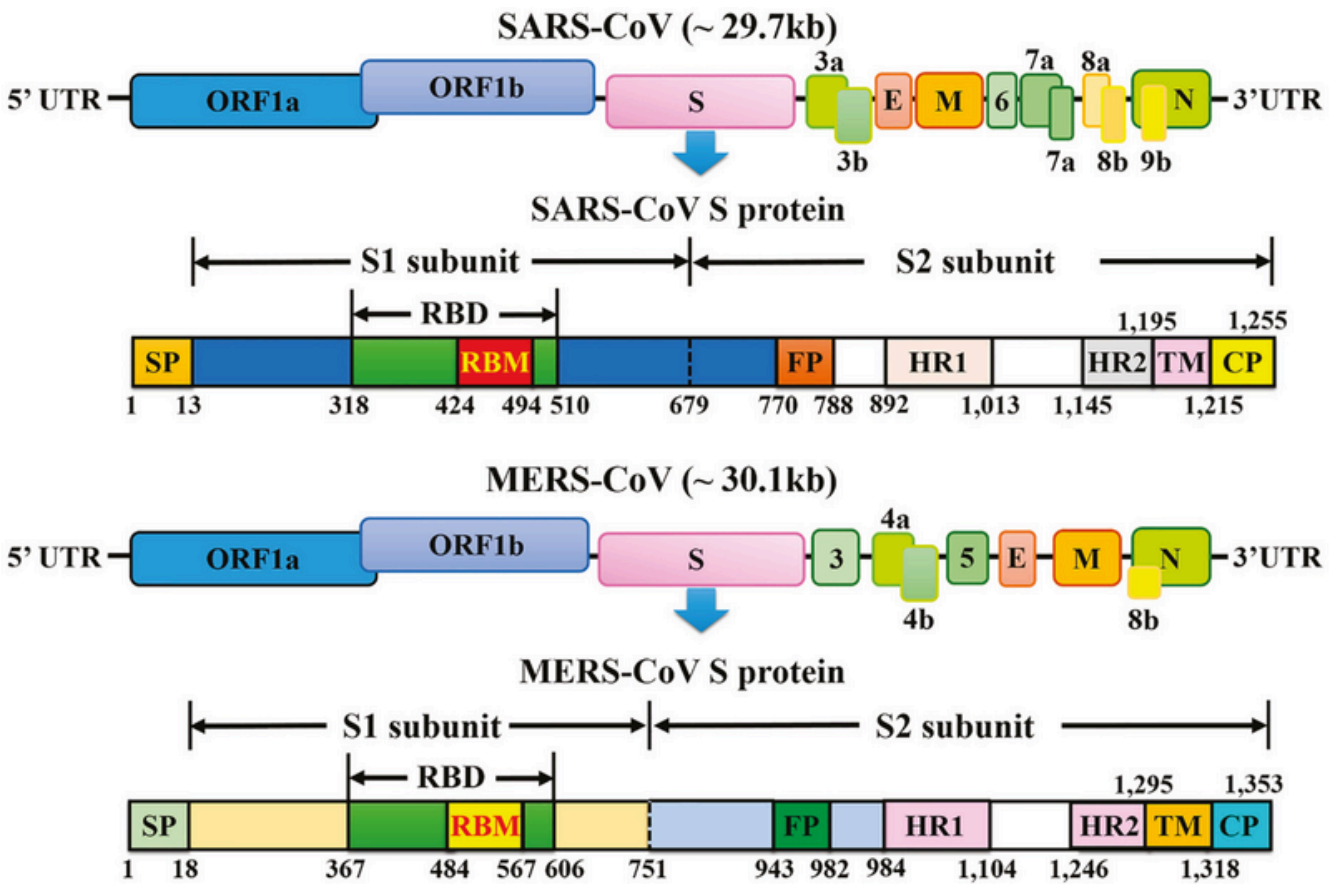 SARS-CoV (~ 29.7kb)
3a 7a 8a
5’ UTR ORF1a ORF1b S E M 6 N 3’UTR
3b 7a 8b 9b
SARS-CoV S protein
S1 subunit S2 subunit
RBD
1,195 1,255
SP RBM FP HR1 HR2 TM CP
1 13 318 424 494 510 679 770 788 892 1,013 1,145 1,215
MERS-CoV (~ 30.1kb)
4a
5’ UTR ORF1a ORF1b S 3 5 E M N 3’UTR
4b 8b
MERS-CoV S protein
S1 subunit S2 subunit
RBD
1,295 1,353
SP RBM FP HR1 HR2 TM CP
1 18 367 484 567 606 751 943 982 984 1,104 1,246 1,318